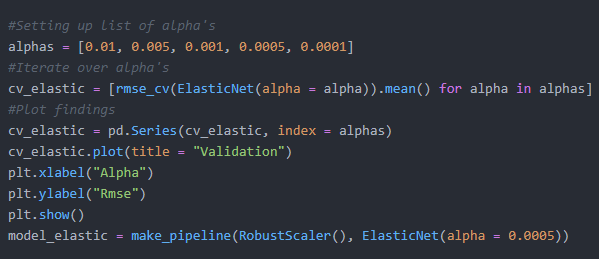 #Setting up list of alpha's
alphas = [0.01, 0.005, 0.001, 0.0005, 0.0001]
#Iterate over alpha's
cv_elastic = [rmse_cv(ElasticNet(alpha = alpha)).mean() for alpha in alphas]
#Plot findings
cv_elastic = pd.Series(cv_elastic, index = alphas)
cv_elastic.plot(title = "Validation")
plt.xlabel("Alpha")
plt.ylabel("Rmse")
plt.show()
model_elastic = make_pipeline(RobustScaler(), ElasticNet(alpha = 0.0005))